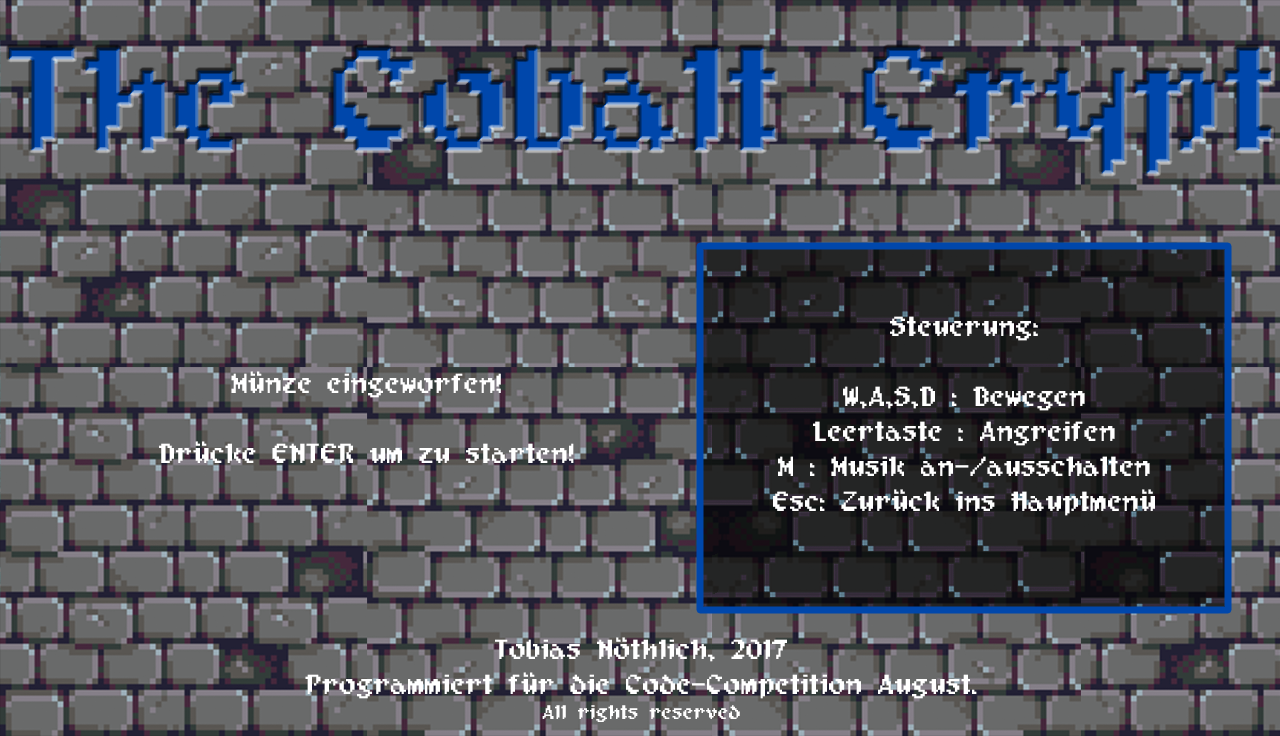 The Cobalt Crypt
Münze eingeworfen!
Drücke ENTER um zu starten!
Steuerung:
W,A,S,D : Bewegen
Leertaste : Angreifen
M : Musik an-/ausschalten
Esc: Zurück ins Hauptmenü
Tobias Nöthlich, 2017
Programmiert für die Code-Competition August.
All rights reserved